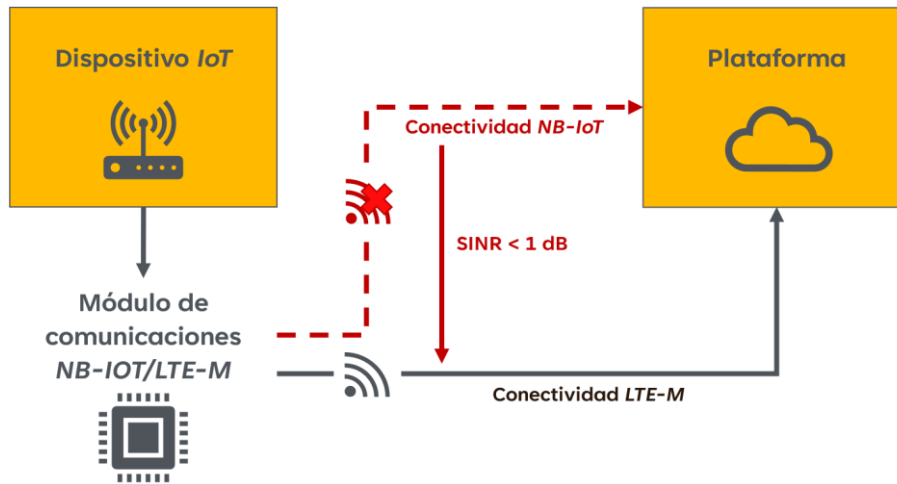 Dispositivo IoT
Plataforma
Conectividad NB-IoT
SINR < 1 dB
Módulo de
comunicaciones
NB-IOT/LTE-M
Conectividad LTE-M